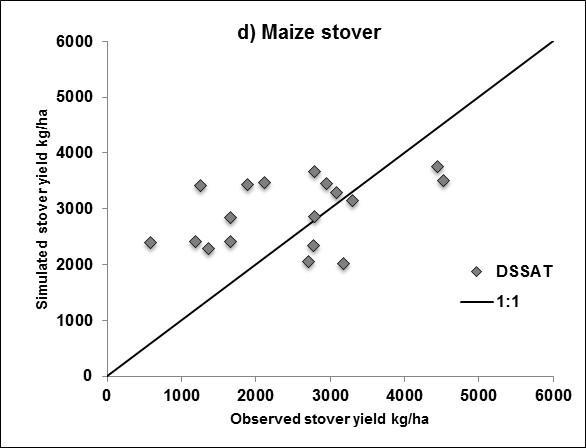 d) Maize stover
6000
5000
4000
3000
2000
1000
0
Simulated stover yield kg/ha
DSSAT
1:1
0 1000 2000 3000 4000 5000 6000
Observed stover yield kg/ha